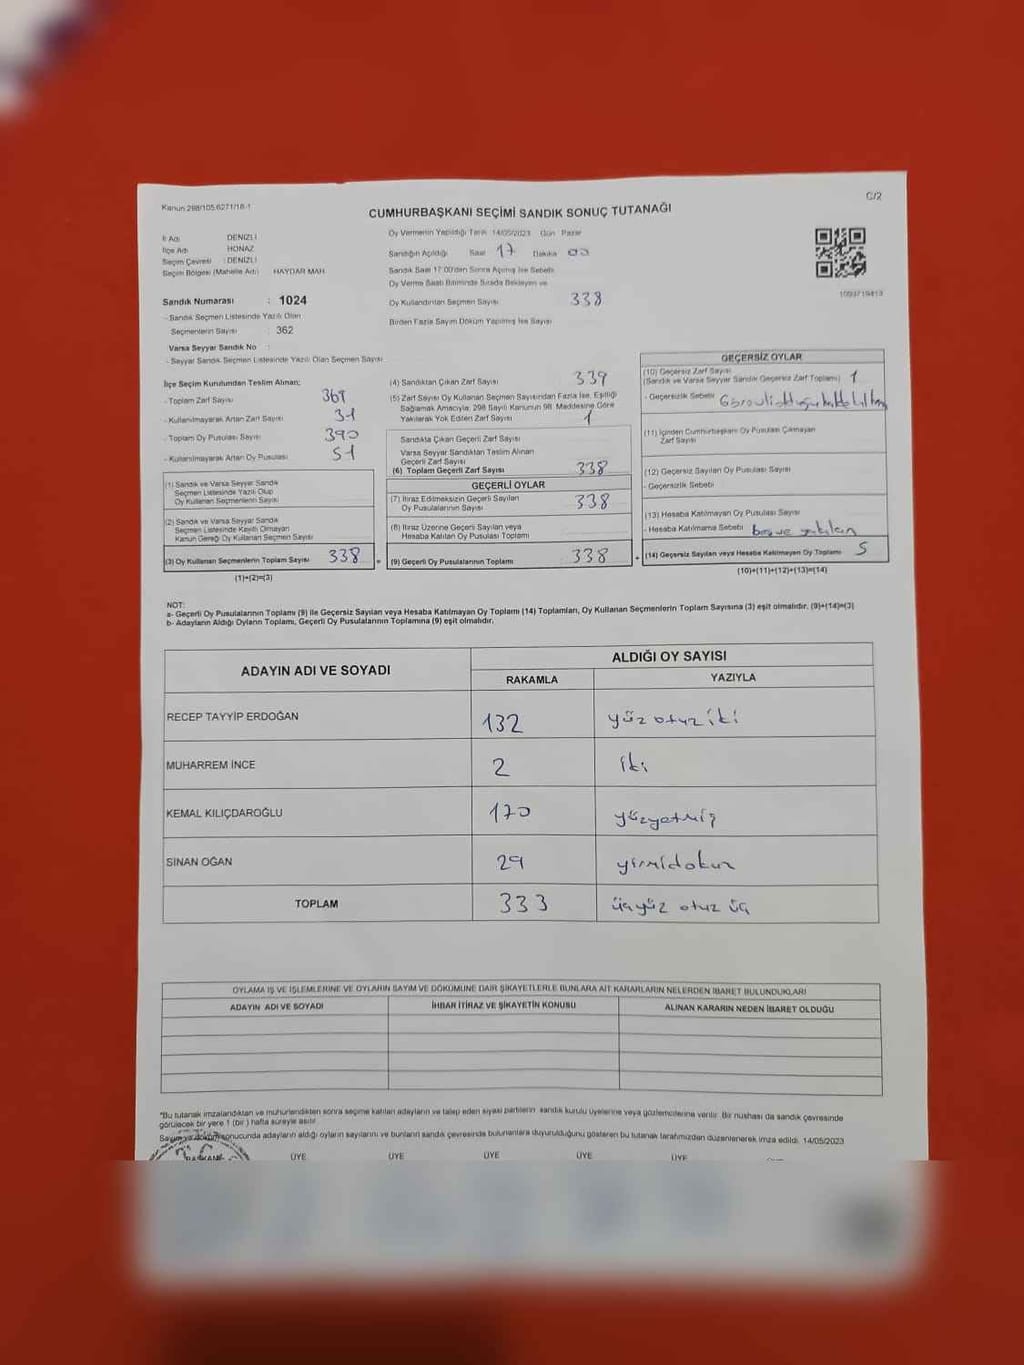 Kanun 298/105,6271/18-1
C/2
CUMHURBAŞKANI SEÇİMİ SANDIK SONUÇ TUTANAĞI
İl Adı DENİZLİ
İlçe Adı HONAZ
Seçim Çevresi : DENİZLİ
Seçim Bölgesi (Mahalle Adı) HAYDAR MAH.
Sandık Numarası : 1024
- Sandık Seçmen Listesinde Yazılı Olan
Seçmenlerin Sayısı : 362
Varsa Seyyar Sandık No :
- Seyyar Sandık Seçmen Listesinde Yazılı Olan Seçmen Sayısı
Oy Vermenin Yapıldığı Tarih 14/05/2023 Gün Pazar
Sandığın Açıldığı Saat 17 Dakika 00
Sandık Saat 17:00'den Sonra Açılmış İse Sebebi
Oy Verme Saati Bitiminde Sırada Bekleyen ve
Oy Kullandırılan Seçmen Sayısı 338
Birden Fazla Sayım Döküm Yapılmış İse Sayısı
1093719413
İlçe Seçim Kurulundan Teslim Alınan:
- Toplam Zarf Sayısı 369
- Kullanılmayarak Artan Zarf Sayısı 31
- Toplam Oy Pusulası Sayısı 390
- Kullanılmayarak Artan Oy Pusulası 51
(1) Sandık ve Varsa Seyyar Sandık
Seçmen Listesinde Yazılı Olup
Oy Kullanan Seçmenlerin Sayısı
(2) Sandık ve Varsa Seyyar Sandık
Seçmen Listesinde Kayıtlı Olmayan
Kanun Gereği Oy Kullanan Seçmen Sayısı
(3) Oy Kullanan Seçmenlerin Toplam Sayısı 338
(1)+(2)=(3)
(4) Sandıktan Çıkan Zarf Sayısı 339
(5) Zarf Sayısı Oy Kullanan Seçmen Sayısından Fazla İse, Eşitliği
Sağlamak Amacıyla; 298 Sayılı Kanunun 98. Maddesine Göre
Yakılarak Yok Edilen Zarf Sayısı 1
Sandıkta Çıkan Geçerli Zarf Sayısı
Varsa Seyyar Sandıktan Teslim Alınan
Geçerli Zarf Sayısı
(6) Toplam Geçerli Zarf Sayısı 338
GEÇERLİ OYLAR
(7) İtiraz Edilmeksizin Geçerli Sayılan
Oy Pusulalarının Sayısı 338
(8) İtiraz Üzerine Geçerli Sayılan veya
Hesaba Katılan Oy Pusulası Toplamı
= (9) Geçerli Oy Pusulalarının Toplamı 338
GEÇERSİZ OYLAR
(10) Geçersiz Zarf Sayısı
(Sandık ve Varsa Seyyar Sandık Geçersiz Zarf Toplamı) 1
- Geçersizlik Sebebi
(11) İçinden Cumhurbaşkanı Oy Pusulası Çıkmayan
Zarf Sayısı
(12) Geçersiz Sayılan Oy Pusulası Sayısı
- Geçersizlik Sebebi
(13) Hesaba Katılmayan Oy Pusulası Sayısı
- Hesaba Katılmama Sebebi boş ve yakılan
+ (14) Geçersiz Sayılan veya Hesaba Katılmayan Oy Toplamı 5
(10)+(11)+(12)+(13)=(14)
NOT:
a- Geçerli Oy Pusulalarının Toplamı (9) ile Geçersiz Sayılan veya Hesaba Katılmayan Oy Toplamı (14) Toplamları, Oy Kullanan Seçmenlerin Toplam Sayısına (3) eşit olmalıdır. (9)+(14)=(3)
b- Adayların Aldığı Oyların Toplamı, Geçerli Oy Pusulalarının Toplamına (9) eşit olmalıdır.
ADAYIN ADI VE SOYADI ALDIĞI OY SAYISI
RAKAMLA YAZIYLA
RECEP TAYYİP ERDOĞAN 132 yüz otuz iki
MUHARREM İNCE 2 iki
KEMAL KILIÇDAROĞLU 170 yüzyetmiş
SİNAN OĞAN 29 yirmidokuz
TOPLAM 333 üçyüz otuz üç
OYLAMA İŞ VE İŞLEMLERİNE VE OYLARIN SAYIM VE DÖKÜMÜNE DAİR ŞİKAYETLERLE BUNLARA AİT KARARLARIN NELERDEN İBARET BULUNDUKLARI
ADAYIN ADI VE SOYADI İHBAR İTİRAZ VE ŞİKAYETİN KONUSU ALINAN KARARIN NEDEN İBARET OLDUĞU
*Bu tutanak imzalandıktan ve mühürlendikten sonra seçime katılan adayların ve talep eden siyasi partilerin sandık kurulu üyelerine veya gözlemcilerine verilir. Bir nüshası da sandık çevresinde
görülecek bir yere 1 (bir) hafta süreyle asılır.
Sayım ve döküm sonucunda adayların aldığı oyların sayılarını ve bunların sandık çevresinde bulunanlara duyurulduğunu gösteren bu tutanak tarafımızdan düzenlenerek imza edildi. 14/05/2023
BAŞKAN ÜYE ÜYE ÜYE ÜYE ÜYE